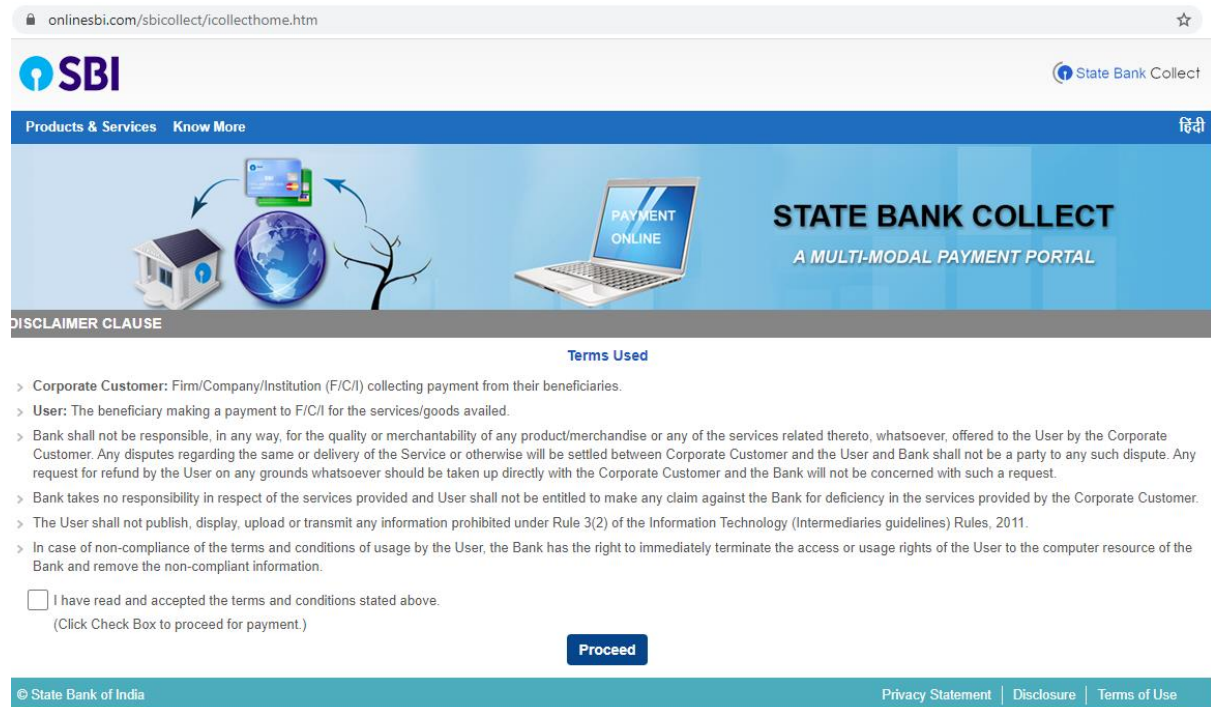 onlinesbi.com/sbicollect/icollecthome.htm
SBI
State Bank Collect
Products & Services Know More हिंदी
PAYMENT
ONLINE
STATE BANK COLLECT
A MULTI-MODAL PAYMENT PORTAL
DISCLAIMER CLAUSE
Terms Used
Corporate Customer: Firm/Company/Institution (F/C/I) collecting payment from their beneficiaries.
User: The beneficiary making a payment to F/C/I for the services/goods availed.
Bank shall not be responsible, in any way, for the quality or merchantability of any product/merchandise or any of the services related thereto, whatsoever, offered to the User by the Corporate
Customer. Any disputes regarding the same or delivery of the Service or otherwise will be settled between Corporate Customer and the User and Bank shall not be a party to any such dispute. Any
request for refund by the User on any grounds whatsoever should be taken up directly with the Corporate Customer and the Bank will not be concerned with such a request.
Bank takes no responsibility in respect of the services provided and User shall not be entitled to make any claim against the Bank for deficiency in the services provided by the Corporate Customer.
The User shall not publish, display, upload or transmit any information prohibited under Rule 3(2) of the Information Technology (Intermediaries guidelines) Rules, 2011.
In case of non-compliance of the terms and conditions of usage by the User, the Bank has the right to immediately terminate the access or usage rights of the User to the computer resource of the
Bank and remove the non-compliant information.
I have read and accepted the terms and conditions stated above.
(Click Check Box to proceed for payment.)
Proceed
© State Bank of India Privacy Statement | Disclosure | Terms of Use